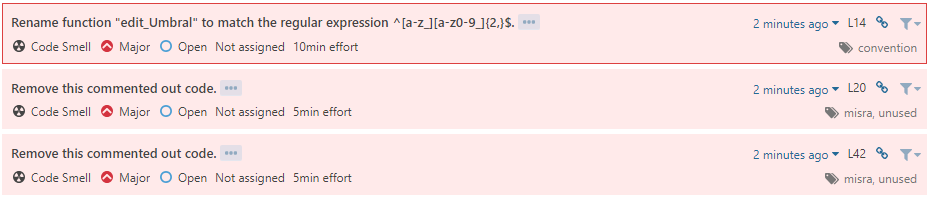 Rename function "edit_Umbral" to match the regular expression ^[a-z_][a-z0-9_]{2,}$. ••• 2 minutes ago L14
Code Smell Major Open Not assigned 10min effort convention
Remove this commented out code. ••• 2 minutes ago L20
Code Smell Major Open Not assigned 5min effort misra, unused
Remove this commented out code. ••• 2 minutes ago L42
Code Smell Major Open Not assigned 5min effort misra, unused